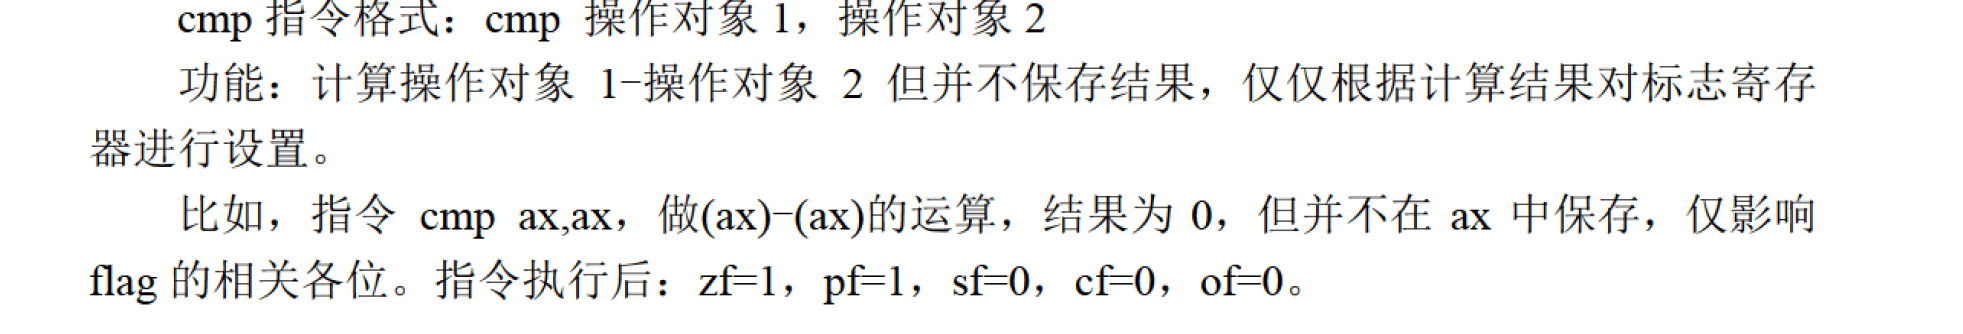 cmp 指令格式：cmp 操作对象 1，操作对象 2
功能：计算操作对象 1-操作对象 2 但并不保存结果，仅仅根据计算结果对标志寄存
器进行设置。
比如，指令 cmp ax,ax，做(ax)-(ax)的运算，结果为 0，但并不在 ax 中保存，仅影响
flag 的相关各位。指令执行后：zf=1，pf=1，sf=0，cf=0，of=0。